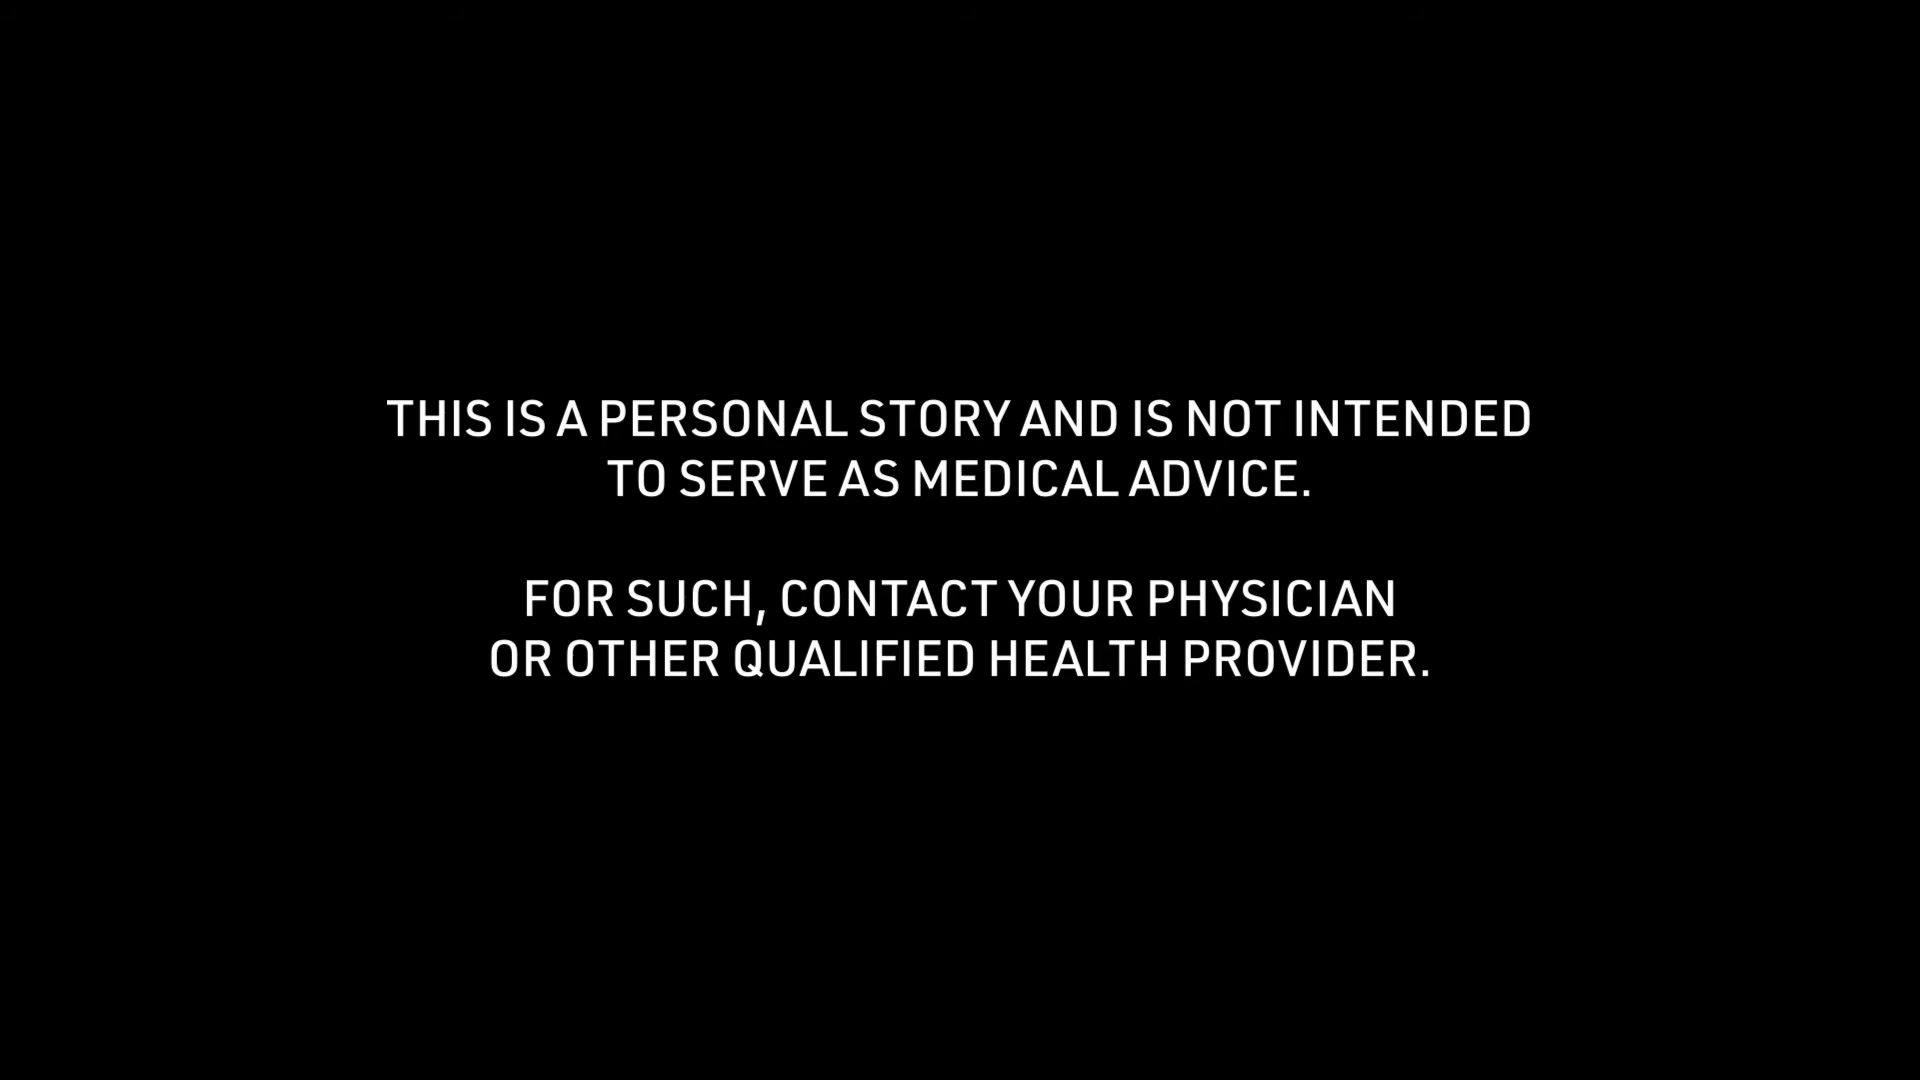 THIS IS A PERSONAL STORY AND IS NOT INTENDED
TO SERVE AS MEDICAL ADVICE.
FOR SUCH, CONTACT YOUR PHYSICIAN
OR OTHER QUALIFIED HEALTH PROVIDER.